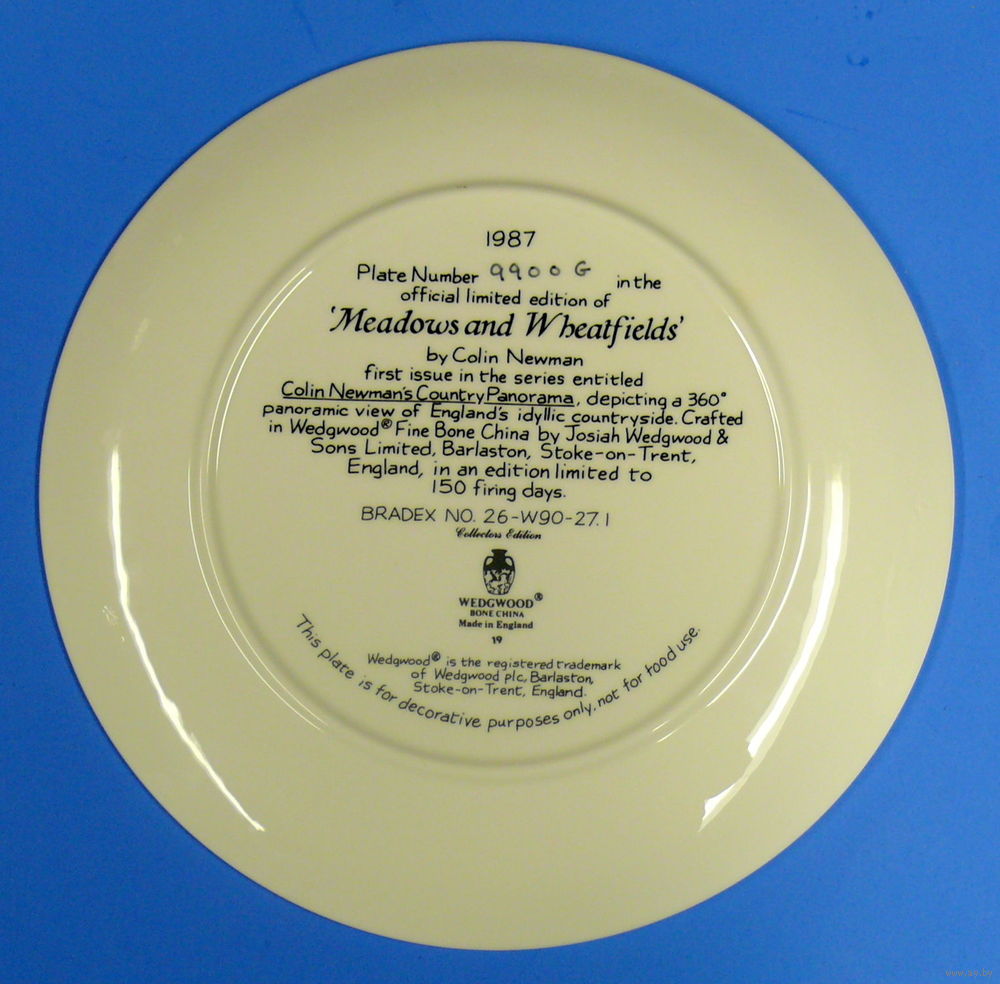 1987
Plate Number 9900 G in the
official limited edition of
'Meadows and Wheatfields'
by Colin Newman
first issue in the series entitled
Colin Newman's Country Panorama, depicting a 360°
panoramic view of England's idyllic countryside. Crafted
in Wedgwood® Fine Bone China by Josiah Wedgwood &
Sons Limited, Barlaston, Stoke-on-Trent,
England, in an edition limited to
150 firing days.
BRADEX NO. 26-W90-27.1
Collectors Edition
WEDGWOOD®
BONE CHINA
Made in England
19
Wedgwood® is the registered trademark
of Wedgwood plc, Barlaston,
Stoke-on-Trent, England.
This plate is for decorative purposes only, not for food use.
www.ay.by